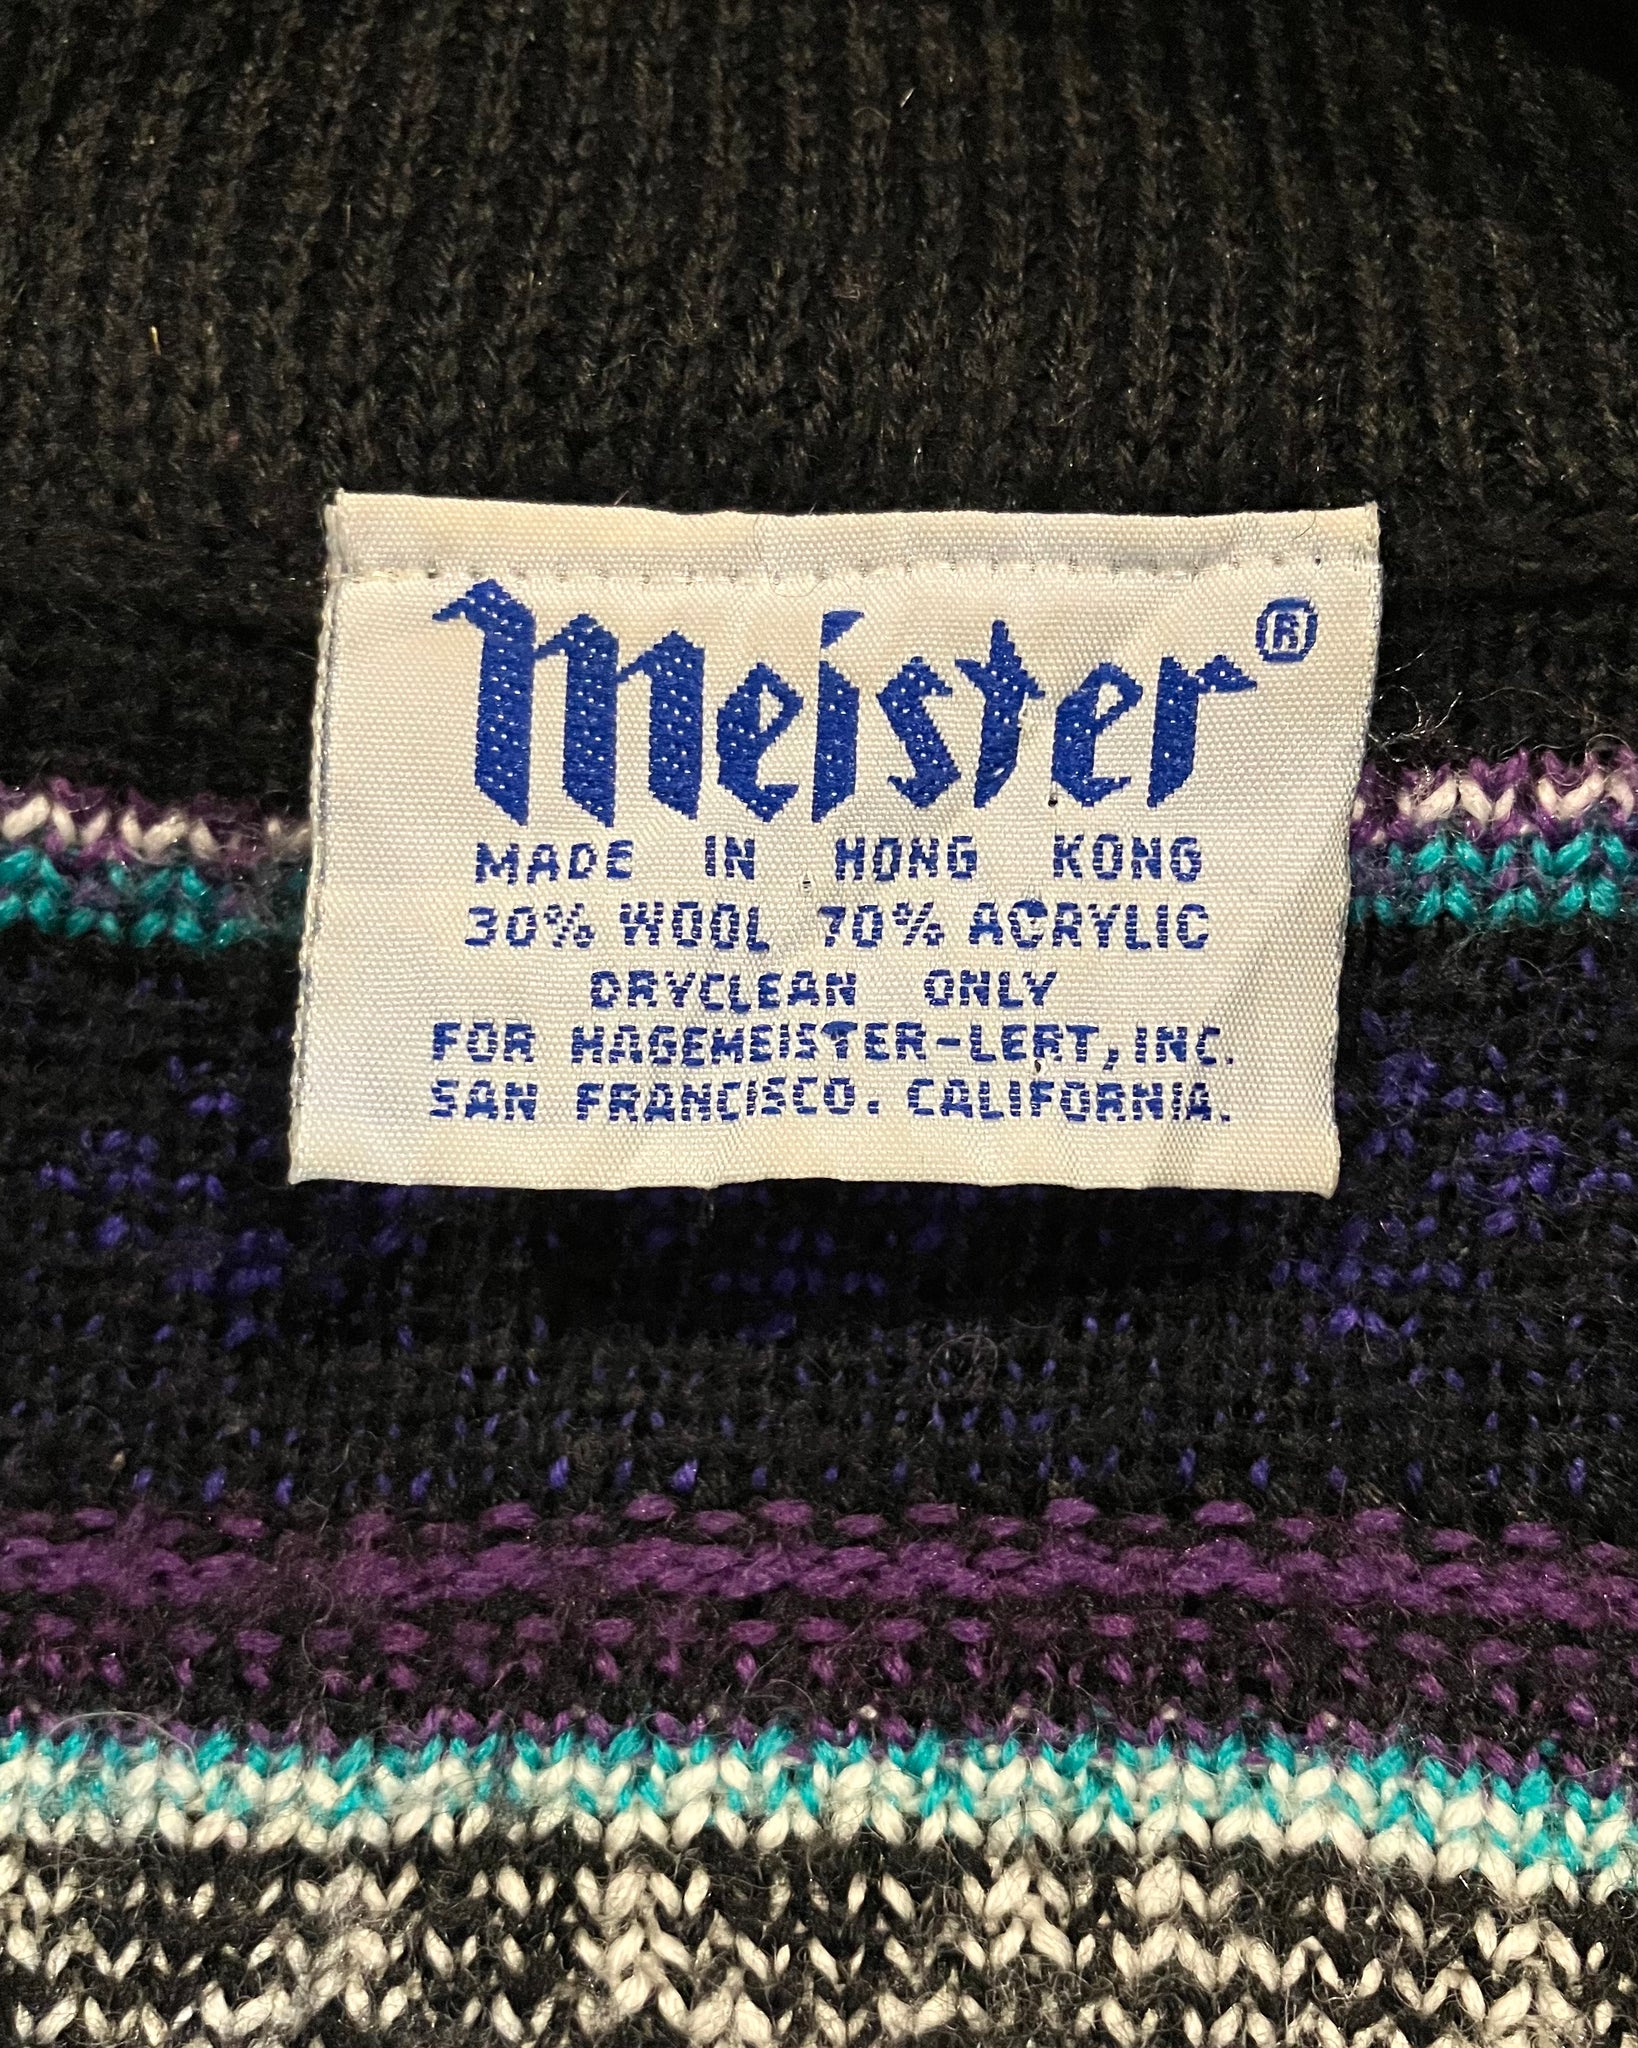 Meister®
MADE IN HONG KONG
30% WOOL 70% ACRYLIC
DRYCLEAN ONLY
FOR HAGEMEISTER-LERT, INC.
SAN FRANCISCO. CALIFORNIA.